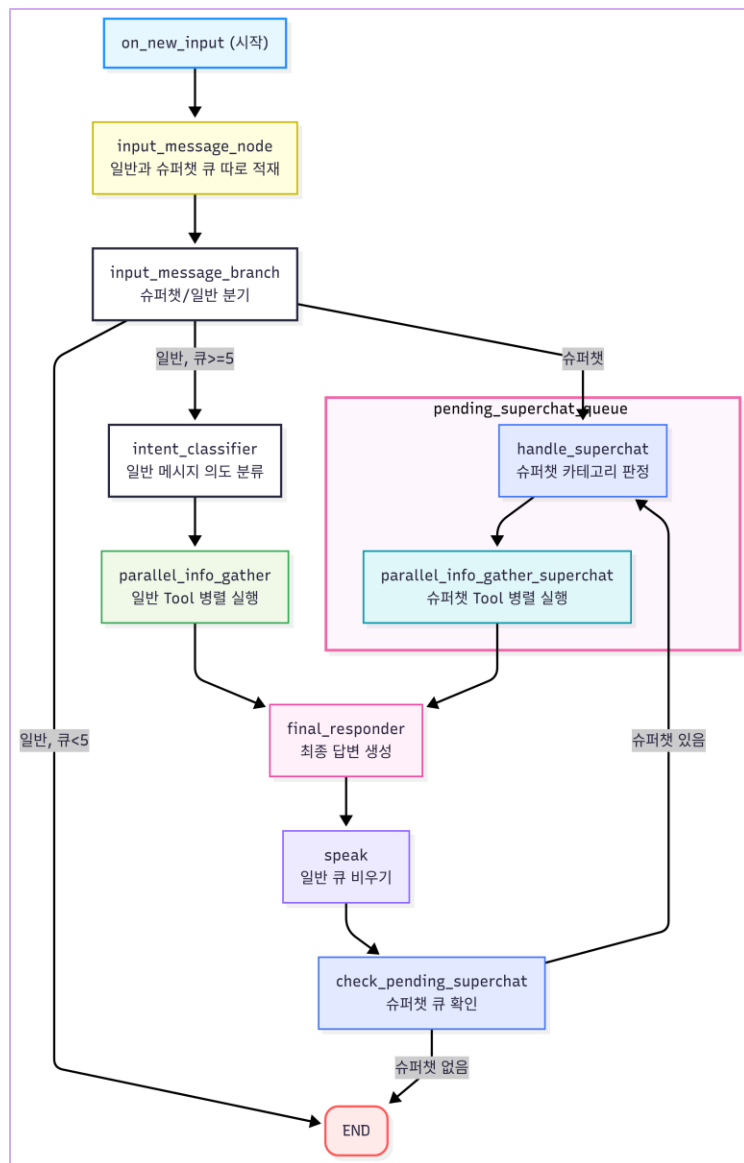 on_new_input (시작)
input_message_node
일반과 슈퍼챗 큐 따로 적재
input_message_branch
슈퍼챗/일반 분기
일반, 큐>=5
슈퍼챗
pending_superchat_queue
intent_classifier
일반 메시지 의도 분류
handle_superchat
슈퍼챗 카테고리 판정
parallel_info_gather
일반 Tool 병렬 실행
parallel_info_gather_superchat
슈퍼챗 Tool 병렬 실행
final_responder
최종 답변 생성
일반, 큐<5
슈퍼챗 있음
speak
일반 큐 비우기
check_pending_superchat
슈퍼챗 큐 확인
슈퍼챗 없음
END